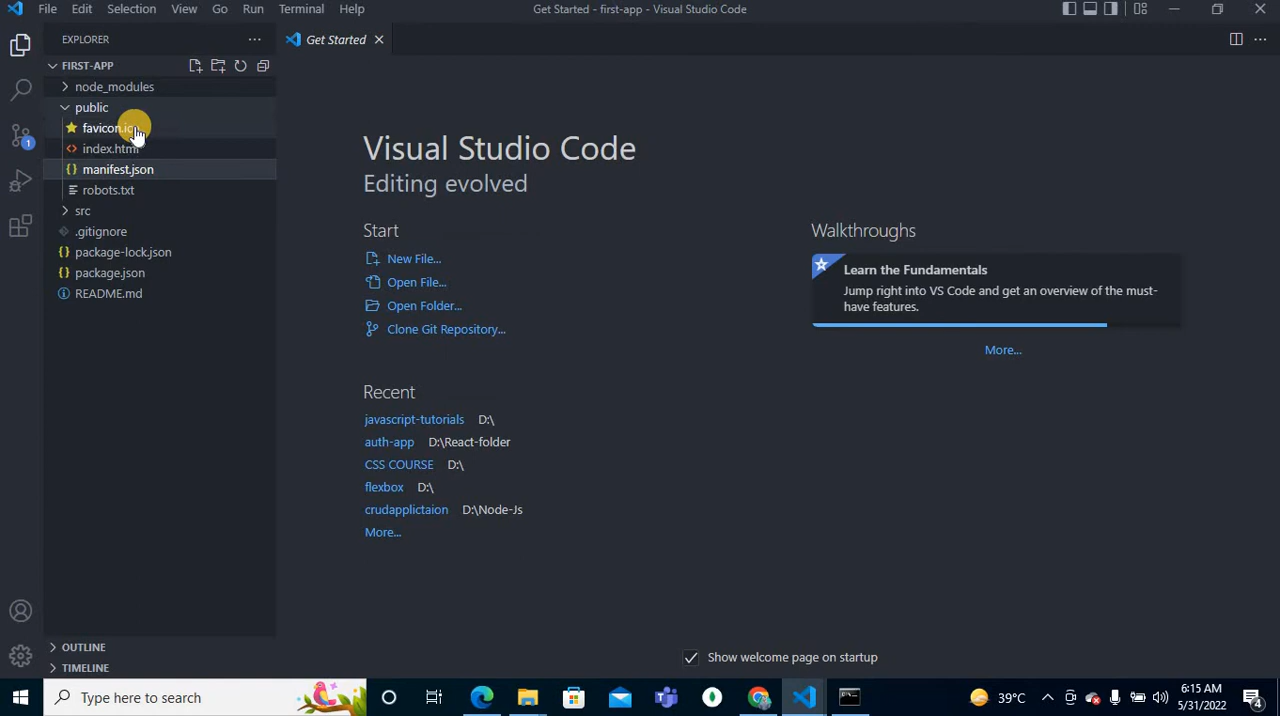 File Edit Selection View Go Run Terminal Help
Get Started - first-app - Visual Studio Code
EXPLORER
Get Started
FIRST-APP
node_modules
public
index.html
manifest.json
robots.txt
src
.gitignore
package-lock.json
package.json
README.md
OUTLINE
TIMELINE
1
Visual Studio Code
Editing evolved
Start
New File...
Open File...
Open Folder...
Clone Git Repository...
Recent
javascript-tutorials D:\
auth-app D:\React-folder
CSS COURSE D:\
flexbox D:\
crudapplictaion D:\Node-Js
More...
Walkthroughs
Learn the Fundamentals
Jump right into VS Code and get an overview of the must-
have features.
More...
Show welcome page on startup
Type here to search
39°C
6:15 AM
5/31/2022
4